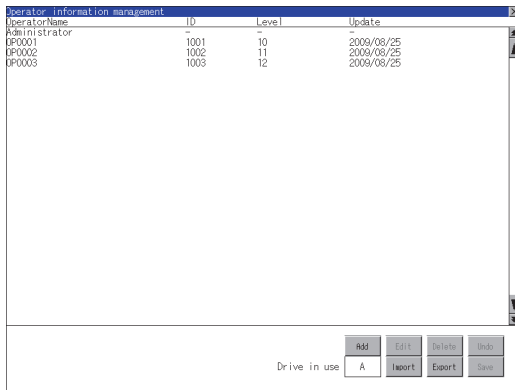 Operator information management
OperatorName ID Level Update
Administrator - - -
OP0001 1001 10 2009/08/25
OP0002 1002 11 2009/08/25
OP0003 1003 12 2009/08/25
Add Edit Delete Undo
Drive in use A Import Export Save